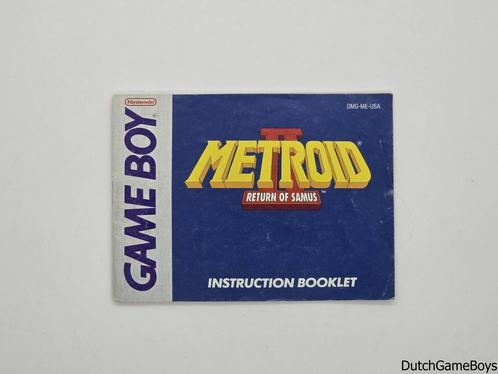 Nintendo
GAME BOY
DMG-ME-USA
II
METROID
RETURN OF SAMUS
INSTRUCTION BOOKLET
DutchGameBoys